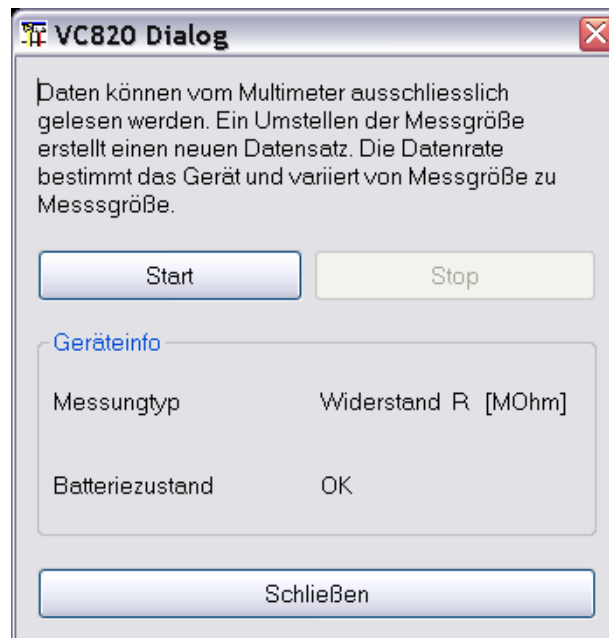 VC820 Dialog
Daten können vom Multimeter ausschliesslich
gelesen werden. Ein Umstellen der Messgröße
erstellt einen neuen Datensatz. Die Datenrate
bestimmt das Gerät und variiert von Messgröße zu
Messsgröße.
Start Stop
Geräteinfo
Messungtyp Widerstand R [MOhm]
Batteriezustand OK
Schließen